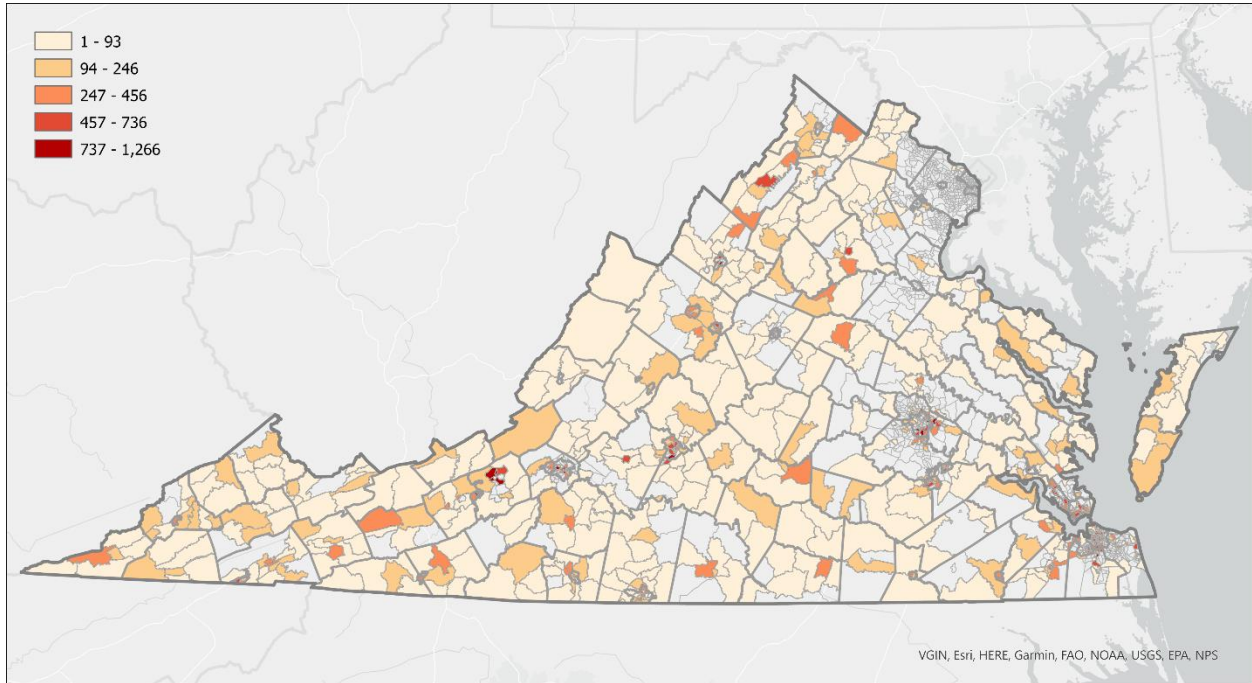 1 - 93
94 - 246
247 - 456
457 - 736
737 - 1,266
VGIN, Esri, HERE, Garmin, FAO, NOAA, USGS, EPA, NPS